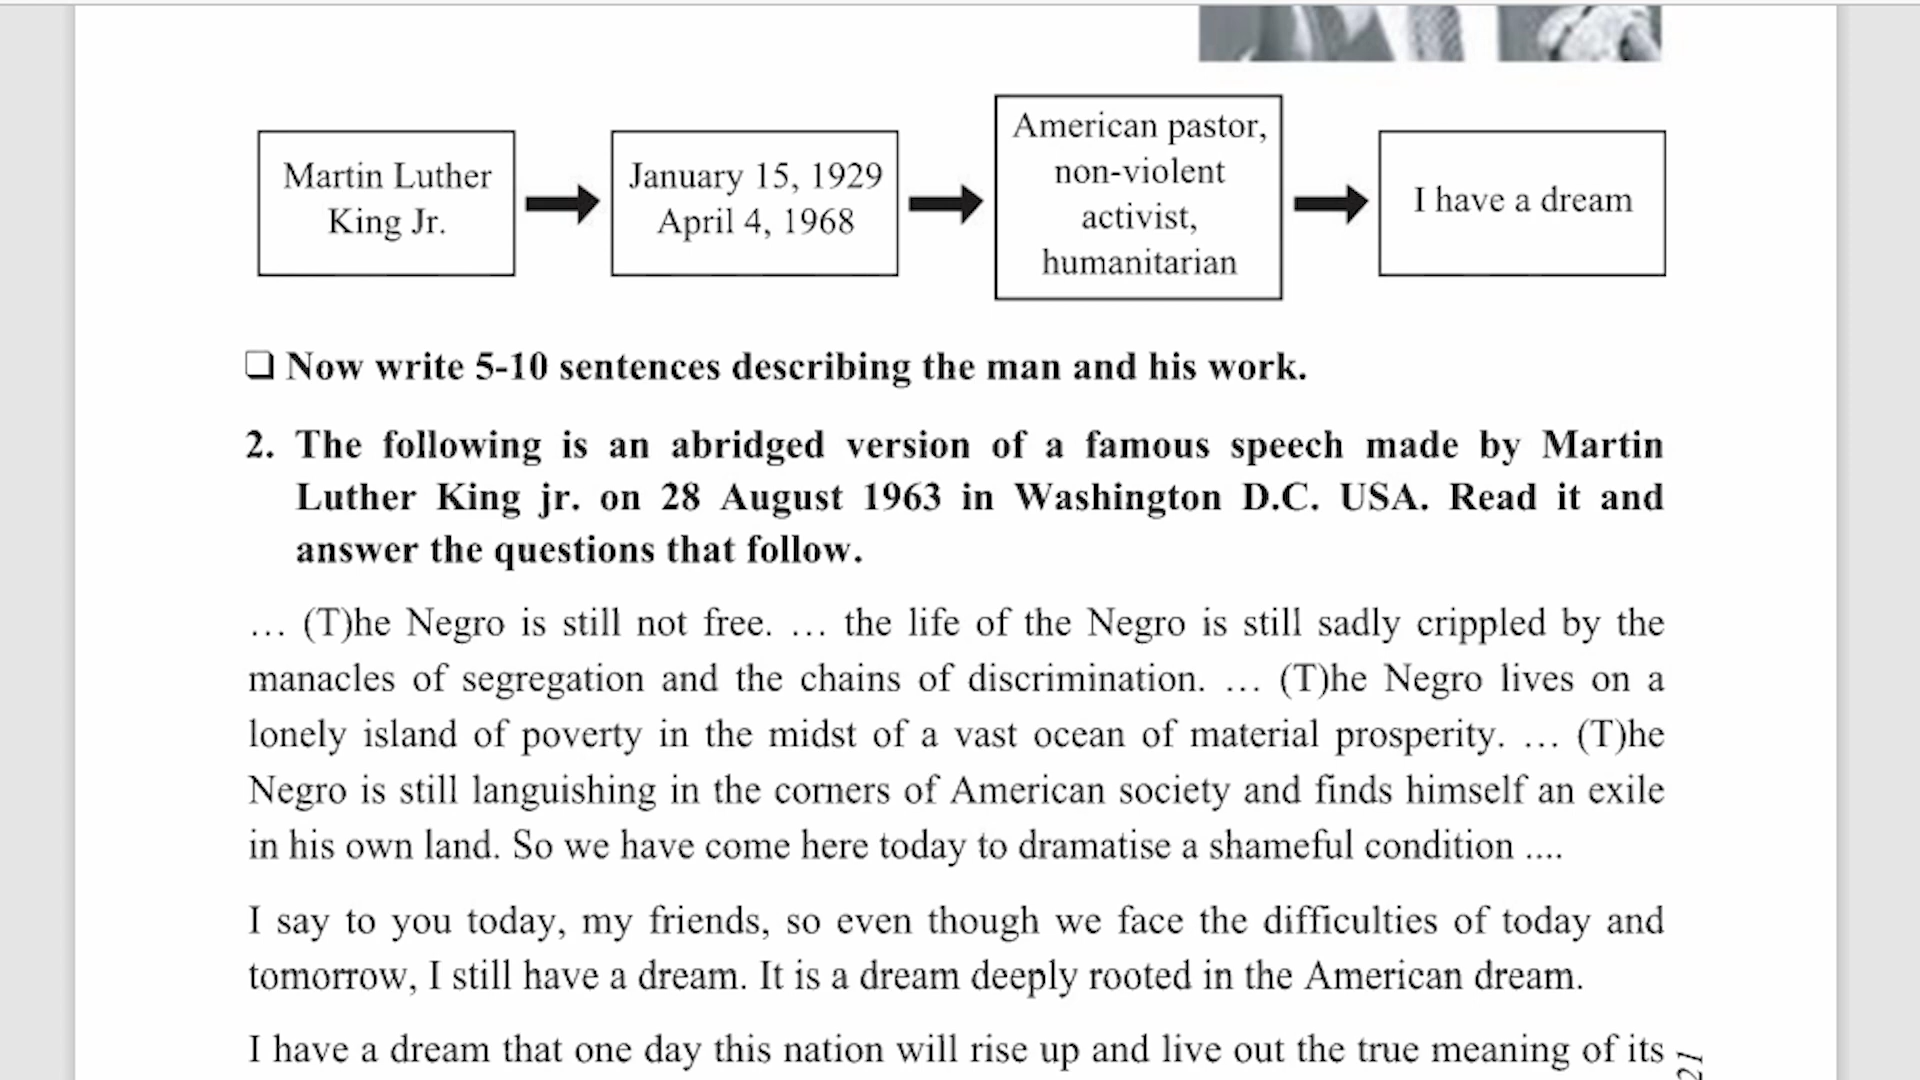 Martin Luther
King Jr.
January 15, 1929
April 4, 1968
American pastor,
non-violent
activist,
humanitarian
I have a dream
❑ Now write 5-10 sentences describing the man and his work.
2. The following is an abridged version of a famous speech made by Martin
Luther King jr. on 28 August 1963 in Washington D.C. USA. Read it and
answer the questions that follow.
… (T)he Negro is still not free. … the life of the Negro is still sadly crippled by the
manacles of segregation and the chains of discrimination. … (T)he Negro lives on a
lonely island of poverty in the midst of a vast ocean of material prosperity. … (T)he
Negro is still languishing in the corners of American society and finds himself an exile
in his own land. So we have come here today to dramatise a shameful condition ....
I say to you today, my friends, so even though we face the difficulties of today and
tomorrow, I still have a dream. It is a dream deeply rooted in the American dream.
I have a dream that one day this nation will rise up and live out the true meaning of its
21